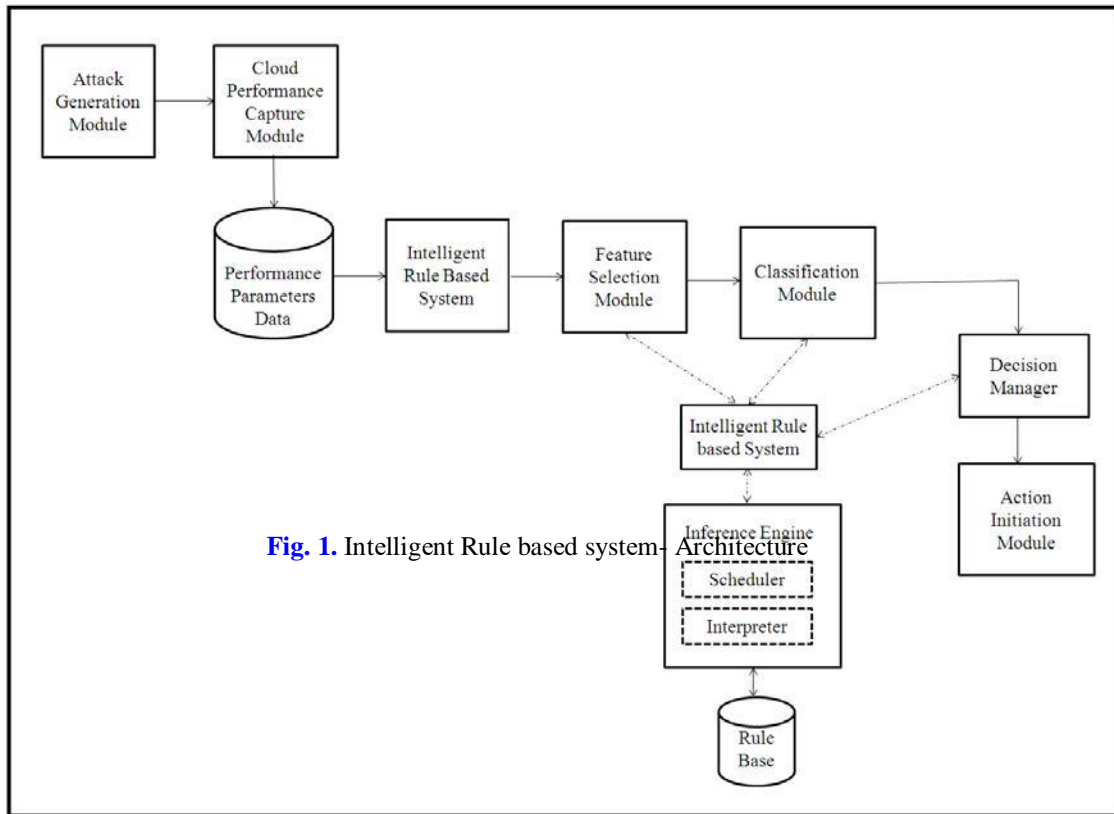 Attack
Generation
Module
Cloud
Performance
Capture
Module
Performance
Parameters
Data
Intelligent
Rule Based
System
Feature
Selection
Module
Classification
Module
Decision
Manager
Intelligent Rule
based System
Action
Initiation
Module
Inference Engine
Fig. 1. Intelligent Rule based system- Architecture
Scheduler
Interpreter
Rule
Base